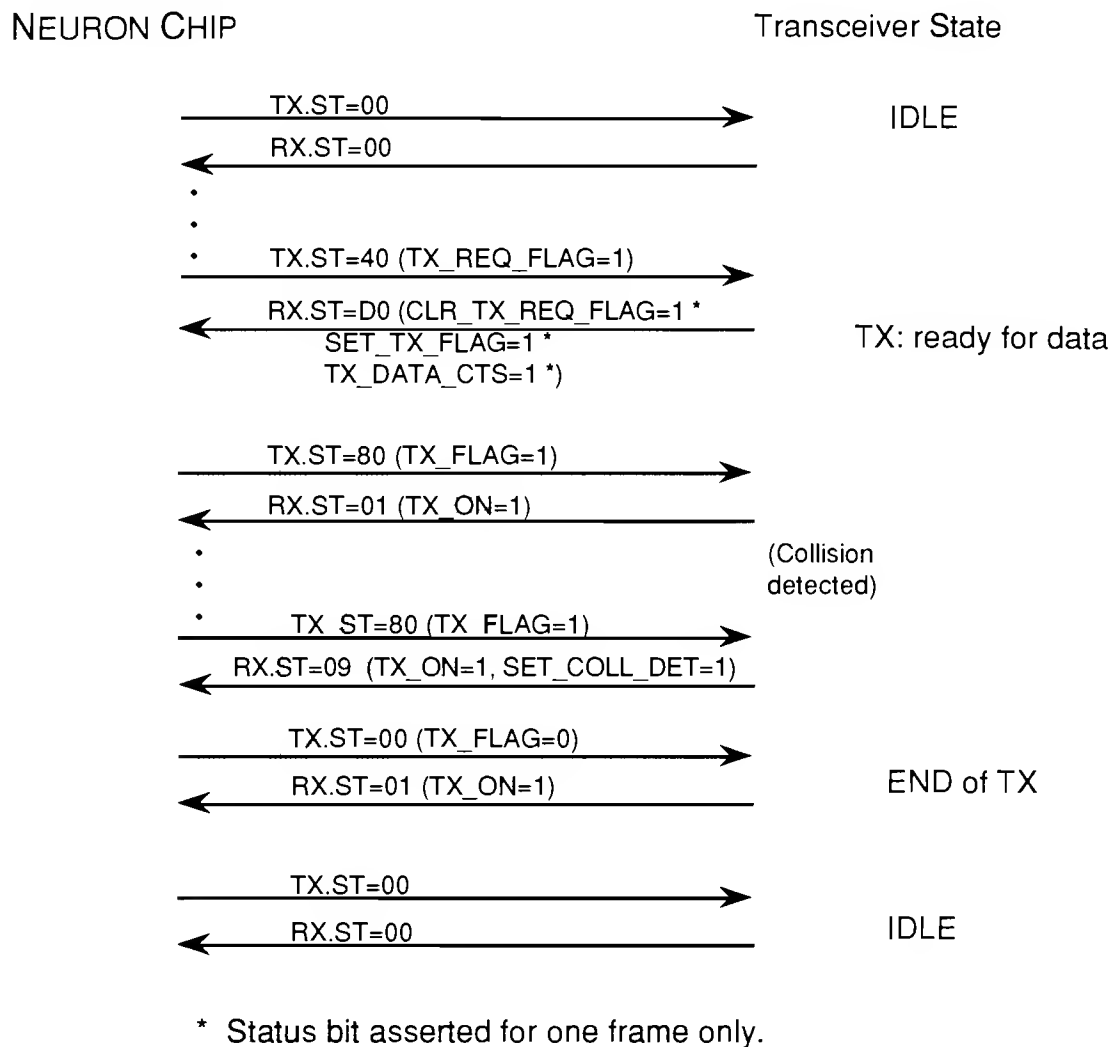 NEURON CHIP
Transceiver State
TX.ST=00
IDLE
RX.ST=00
TX.ST=40 (TX_REQ_FLAG=1)
RX.ST=D0 (CLR_TX_REQ_FLAG=1 *
SET_TX_FLAG=1 *
TX_DATA_CTS=1 *)
TX: ready for data
TX.ST=80 (TX_FLAG=1)
RX.ST=01 (TX_ON=1)
(Collision
detected)
TX ST=80 (TX FLAG=1)
RX.ST=09 (TX_ON=1, SET_COLL_DET=1)
TX.ST=00 (TX_FLAG=0)
RX.ST=01 (TX_ON=1)
END of TX
TX.ST=00
RX.ST=00
IDLE
* Status bit asserted for one frame only.